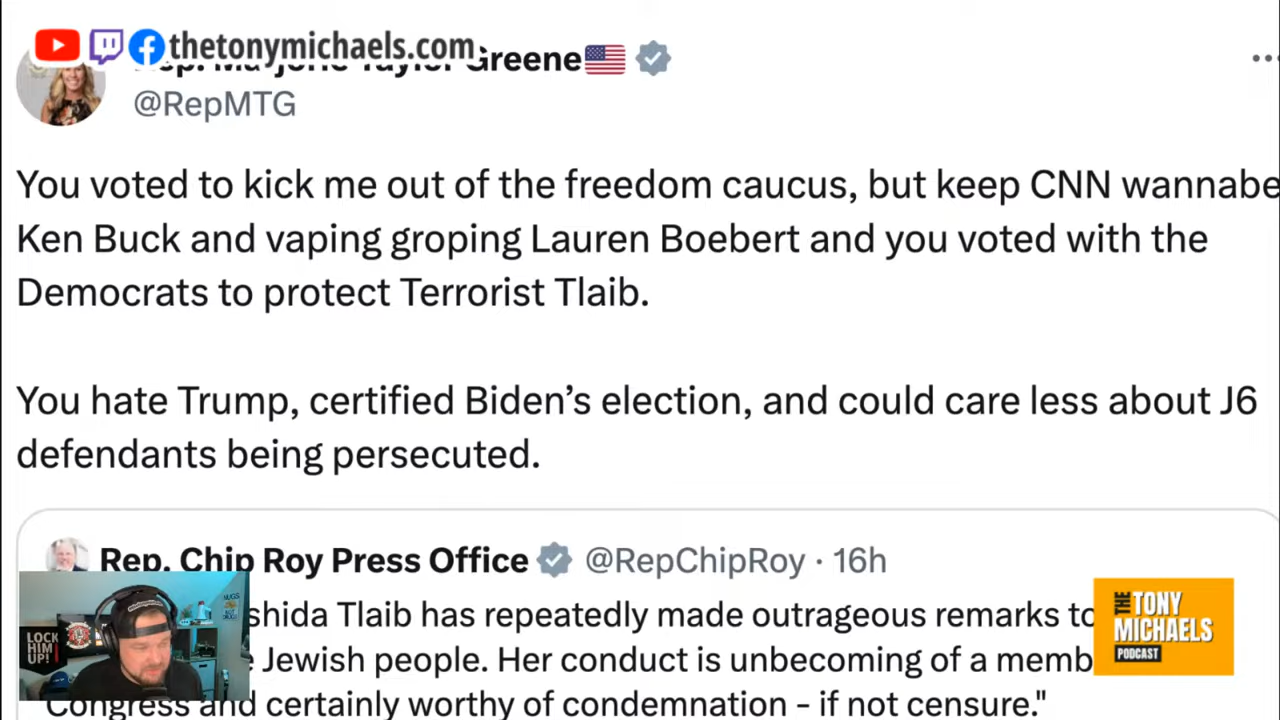 thetonymichaels.com
Rep. Marjorie Taylor Greene
@RepMTG
You voted to kick me out of the freedom caucus, but keep CNN wannabe
Ken Buck and vaping groping Lauren Boebert and you voted with the
Democrats to protect Terrorist Tlaib.
You hate Trump, certified Biden’s election, and could care less about J6
defendants being persecuted.
Rep. Chip Roy Press Office @RepChipRoy · 16h
shida Tlaib has repeatedly made outrageous remarks to
Jewish people. Her conduct is unbecoming of a memb
Congress and certainly worthy of condemnation - if not censure."
LOCK
HIM
UP!
THE
TONY
MICHAELS
PODCAST